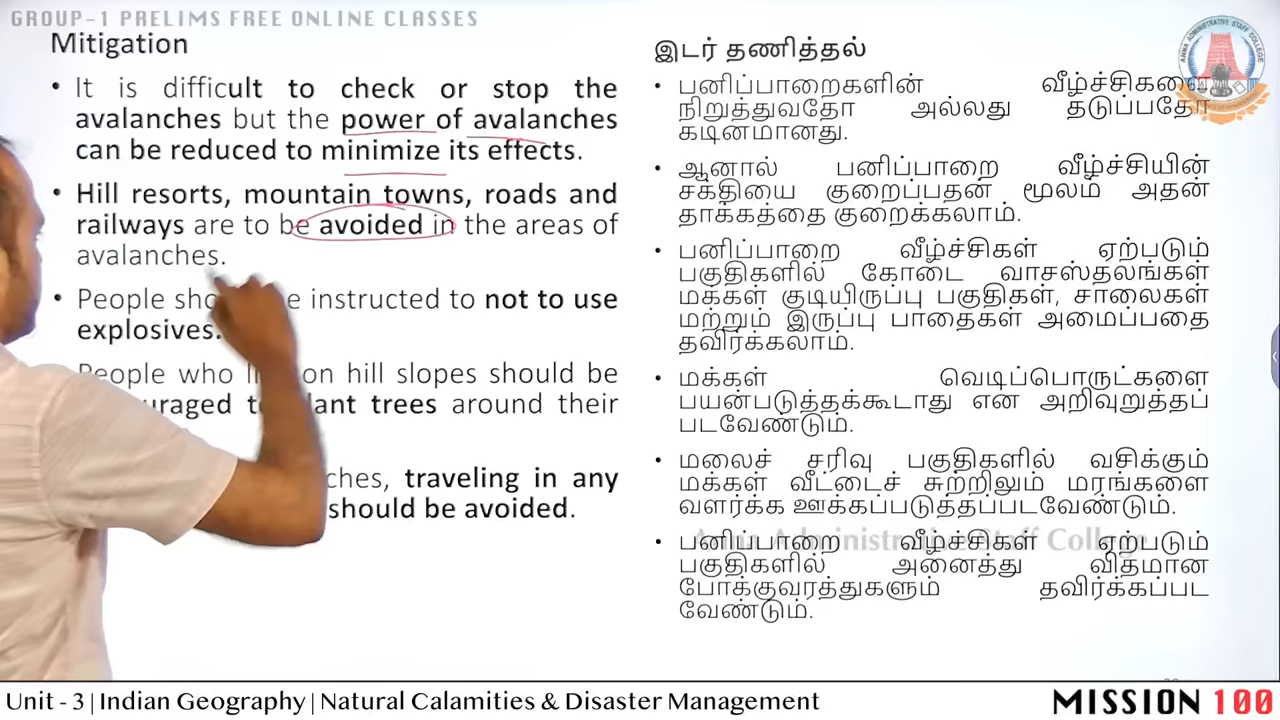 GROUP-1 PRELIMS FREE ONLINE CLASSES
Mitigation
• It is difficult to check or stop the
avalanches but the power of avalanches
can be reduced to minimize its effects.
• Hill resorts, mountain towns, roads and
railways are to be avoided in the areas of
avalanches.
• People instructed to not to use
explosives.
People who on hill slopes should be
trees around their
traveling in any
should be avoided.
இடர் தணித்தல்
• பனிப்பாறைகளின் வீழ்ச்சிகளை
நிறுத்துவதோ அல்லது தடுப்பதோ
கடினமானது.
• ஆனால் பனிப்பாறை வீழ்ச்சியின்
சக்தியை குறைப்பதன் மூலம் அதன்
தாக்கத்தை குறைக்கலாம்.
• பனிப்பாறை வீழ்ச்சிகள் ஏற்படும்
பகுதிகளில் கோடை வாசஸ்தலங்கள்
மக்கள் குடியிருப்பு பகுதிகள், சாலைகள்
மற்றும் இருப்பு பாதைகள் அமைப்பதை
தவிர்க்கலாம்.
• மக்கள் வெடிப்பொருட்களை
பயன்படுத்தக்கூடாது என அறிவுறுத்தப்
படவேண்டும்.
• மலைச் சரிவு பகுதிகளில் வசிக்கும்
மக்கள் வீட்டைச் சுற்றிலும் மரங்களை
வளர்க்க ஊக்கப்படுத்தப்படவேண்டும்.
Anna Administrative Staff College
• பனிப்பாறை வீழ்ச்சிகள் ஏற்படும்
பகுதிகளில் அனைத்து விதமான
போக்குவரத்துகளும் தவிர்க்கப்பட
வேண்டும்.
Unit - 3 | Indian Geography | Natural Calamities & Disaster Management
MISSION 100